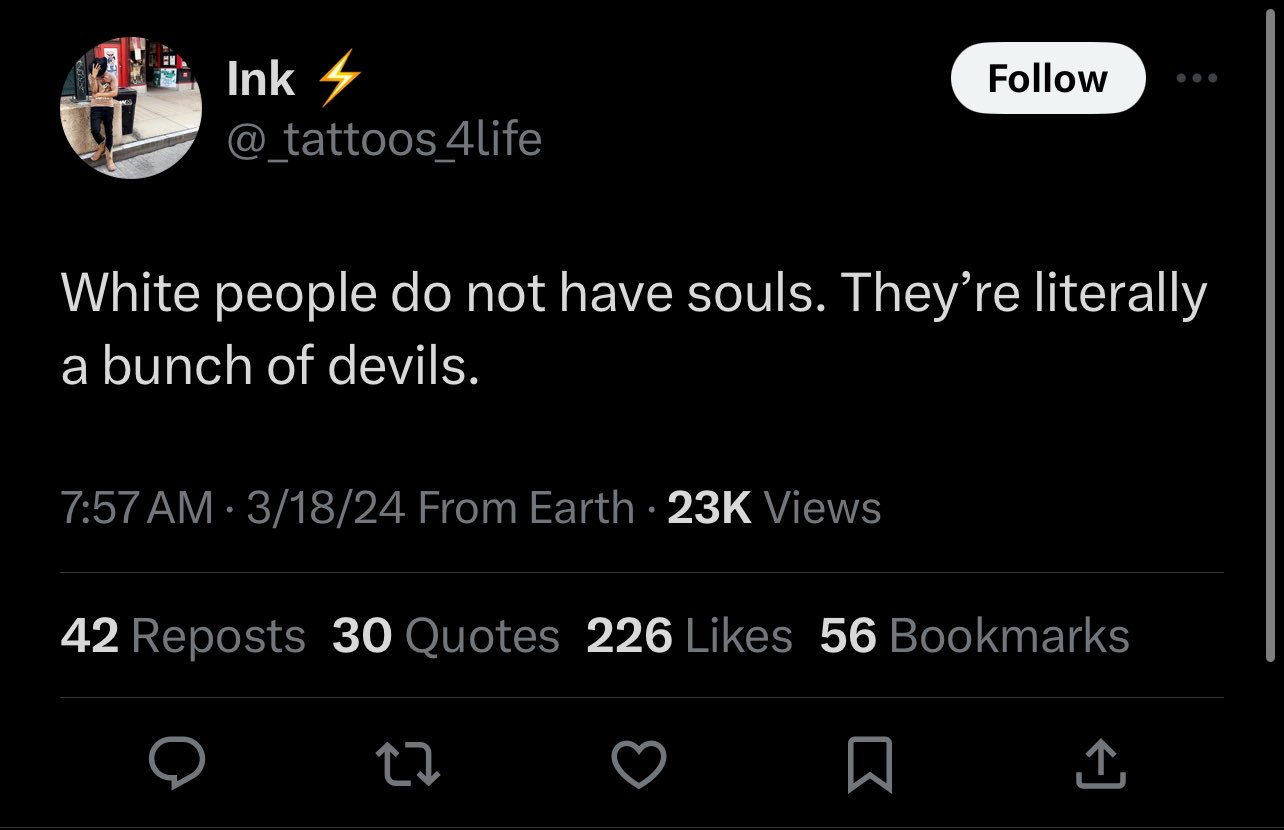 Ink ⚡
Follow
@_tattoos_4life
White people do not have souls. They’re literally
a bunch of devils.
7:57 AM · 3/18/24 From Earth · 23K Views
42 Reposts 30 Quotes 226 Likes 56 Bookmarks